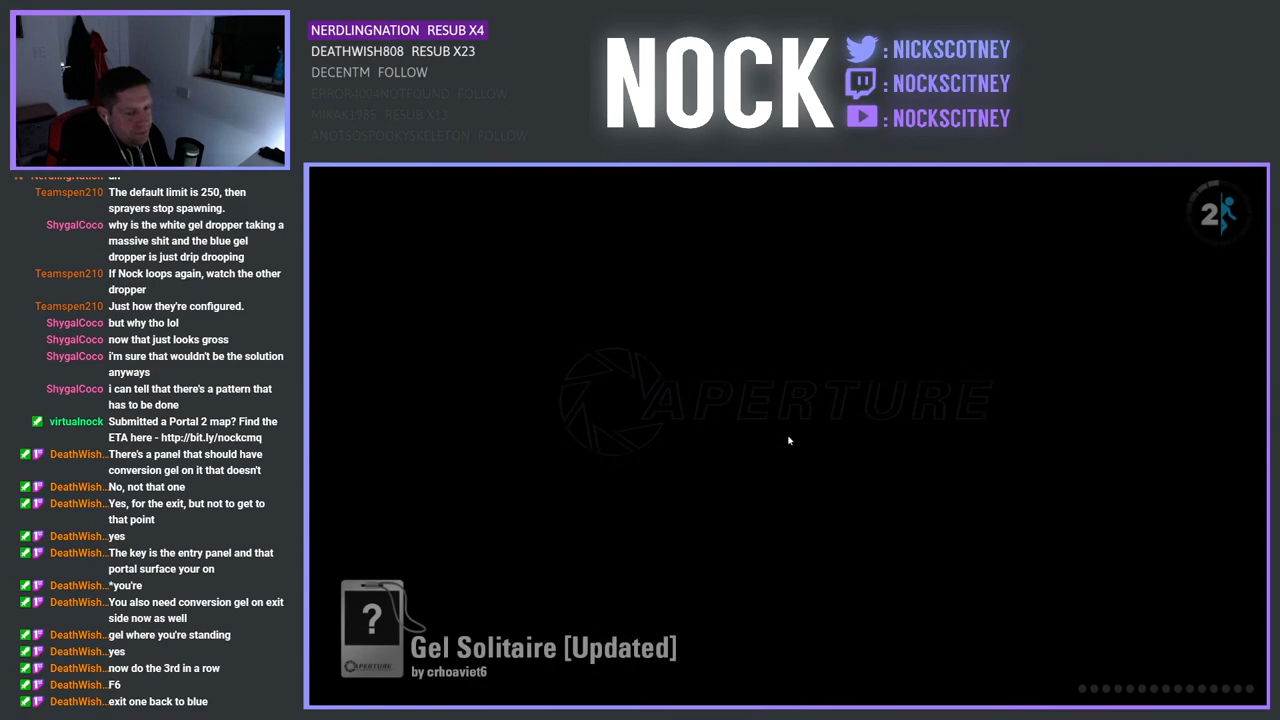 NERDLINGNATION RESUB X4
DEATHWISH808 RESUB X23
DECENTM FOLLOW
ERROR4004NOTFOUND FOLLOW
MIKAK1985 RESUB X13
ANOTSOSPOOKYSKELETON FOLLOW
NOCK
: NICKSCOTNEY
: NOCKSCITNEY
: NOCKSCITNEY
Teamspen210 The default limit is 250, then
sprayers stop spawning.
ShygalCoco why is the white gel dropper taking a
massive shit and the blue gel
dropper is just drip drooping
Teamspen210 If Nock loops again, watch the other
dropper
Teamspen210 Just how they're configured.
ShygalCoco but why tho lol
ShygalCoco now that just looks gross
ShygalCoco i'm sure that wouldn't be the solution
anyways
ShygalCoco i can tell that there's a pattern that
has to be done
virtualnock Submitted a Portal 2 map? Find the
ETA here - http://bit.ly/nockcmq
DeathWish... There's a panel that should have
conversion gel on it that doesn't
DeathWish... No, not that one
DeathWish... Yes, for the exit, but not to get to
that point
DeathWish... yes
DeathWish... The key is the entry panel and that
portal surface your on
DeathWish... *you're
DeathWish... You also need conversion gel on exit
side now as well
DeathWish... gel where you're standing
DeathWish... yes
DeathWish... now do the 3rd in a row
DeathWish... F6
DeathWish... exit one back to blue
2
APERTURE
?
APERTURE
Gel Solitaire [Updated]
by crhoaviet6